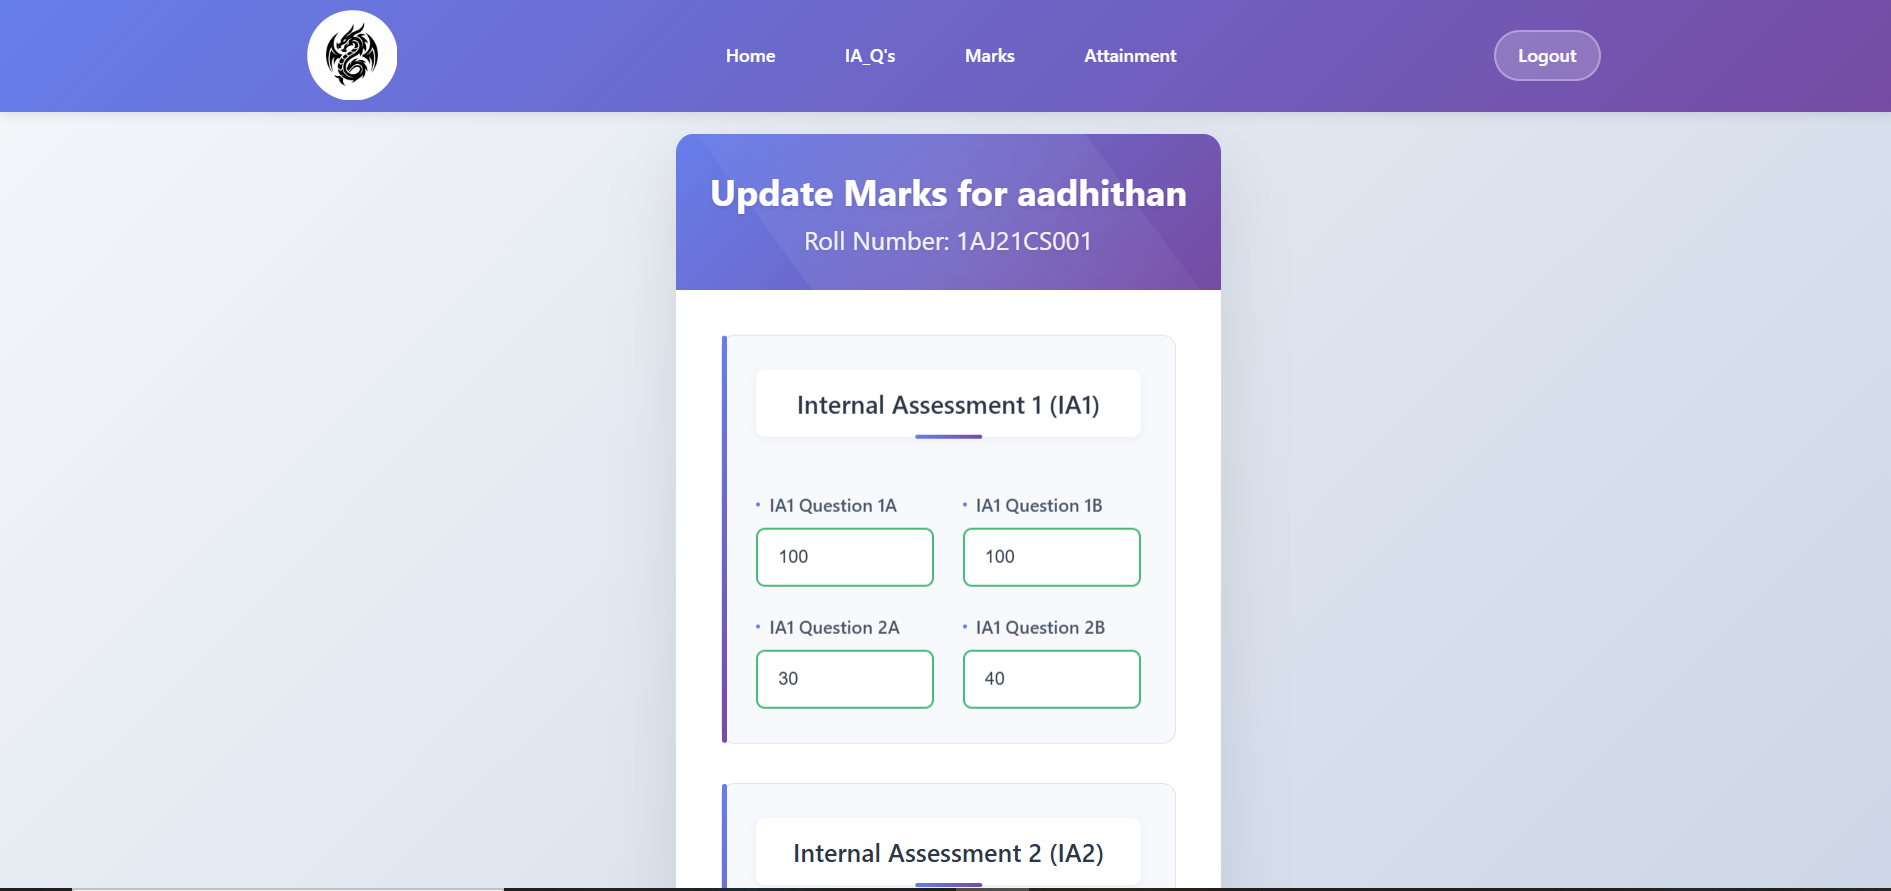 Home IA_Q's Marks Attainment Logout
Update Marks for aadhithan
Roll Number: 1AJ21CS001
Internal Assessment 1 (IA1)
• IA1 Question 1A • IA1 Question 1B
100 100
• IA1 Question 2A • IA1 Question 2B
30 40
Internal Assessment 2 (IA2)